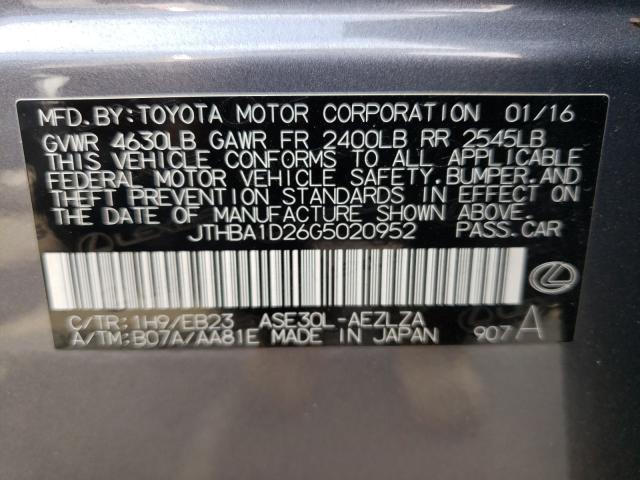 MFD. BY: TOYOTA MOTOR CORPORATION 01/16
GVWR 4630LB GAWR FR 2400LB RR 2545LB
THIS VEHICLE CONFORMS TO ALL APPLICABLE
FEDERAL MOTOR VEHICLE SAFETY, BUMPER, AND
THEFT PREVENTION STANDARDS IN EFFECT ON
THE DATE OF MANUFACTURE SHOWN ABOVE.
JTHBA1D26G5020952 PASS. CAR
C/TR: 1H9/EB23 ASE30L-AEZLZA
A/TM: B07A/AA81E MADE IN JAPAN 907 A